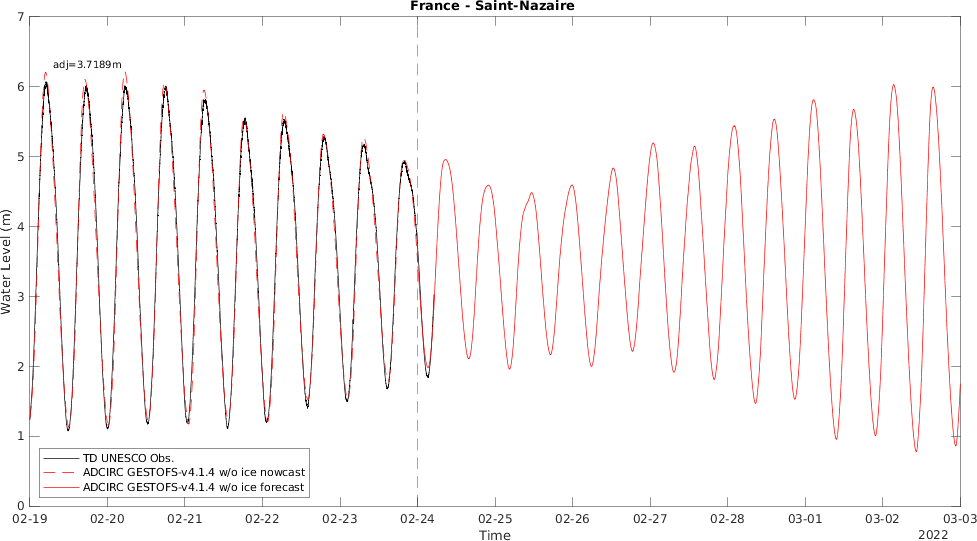 France - Saint-Nazaire
adj=3.7189m
7
6
5
4
3
2
1
0
Water Level (m)
TD UNESCO Obs.
ADCIRC GESTOFS-v4.1.4 w/o ice nowcast
ADCIRC GESTOFS-v4.1.4 w/o ice forecast
02-19 02-20 02-21 02-22 02-23 02-24 02-25 02-26 02-27 02-28 03-01 03-02 03-03
Time
2022